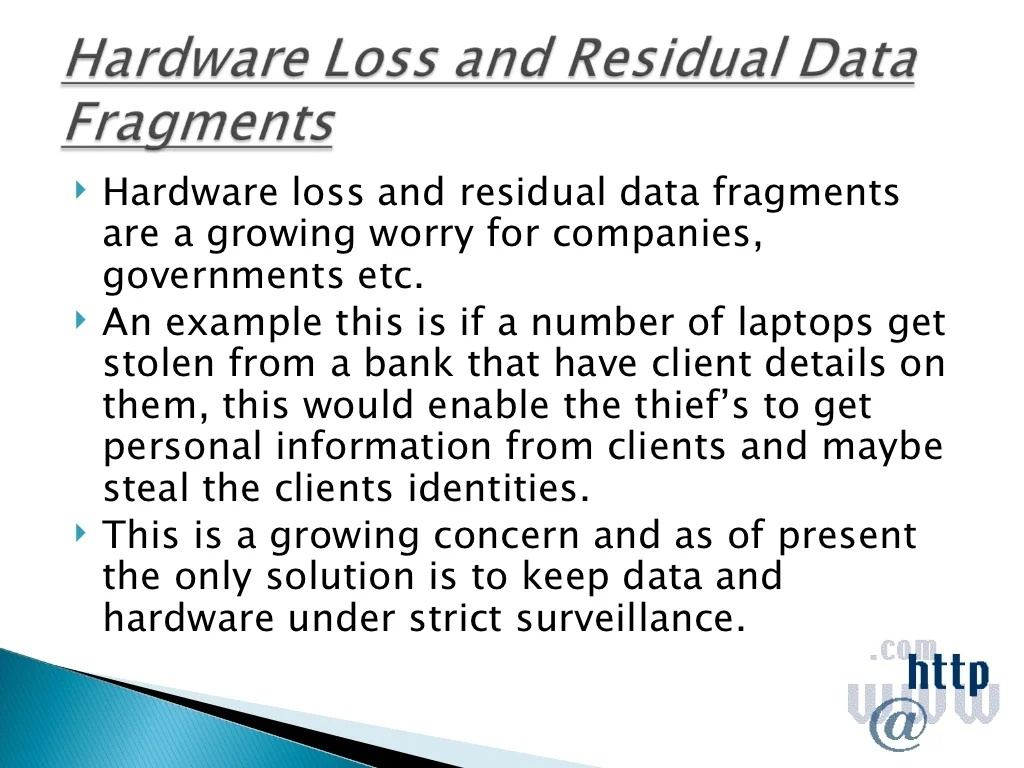 Hardware Loss and Residual Data
Fragments
Hardware loss and residual data fragments
are a growing worry for companies,
governments etc.
An example this is if a number of laptops get
stolen from a bank that have client details on
them, this would enable the thief’s to get
personal information from clients and maybe
steal the clients identities.
This is a growing concern and as of present
the only solution is to keep data and
hardware under strict surveillance.
.com
http
www
@